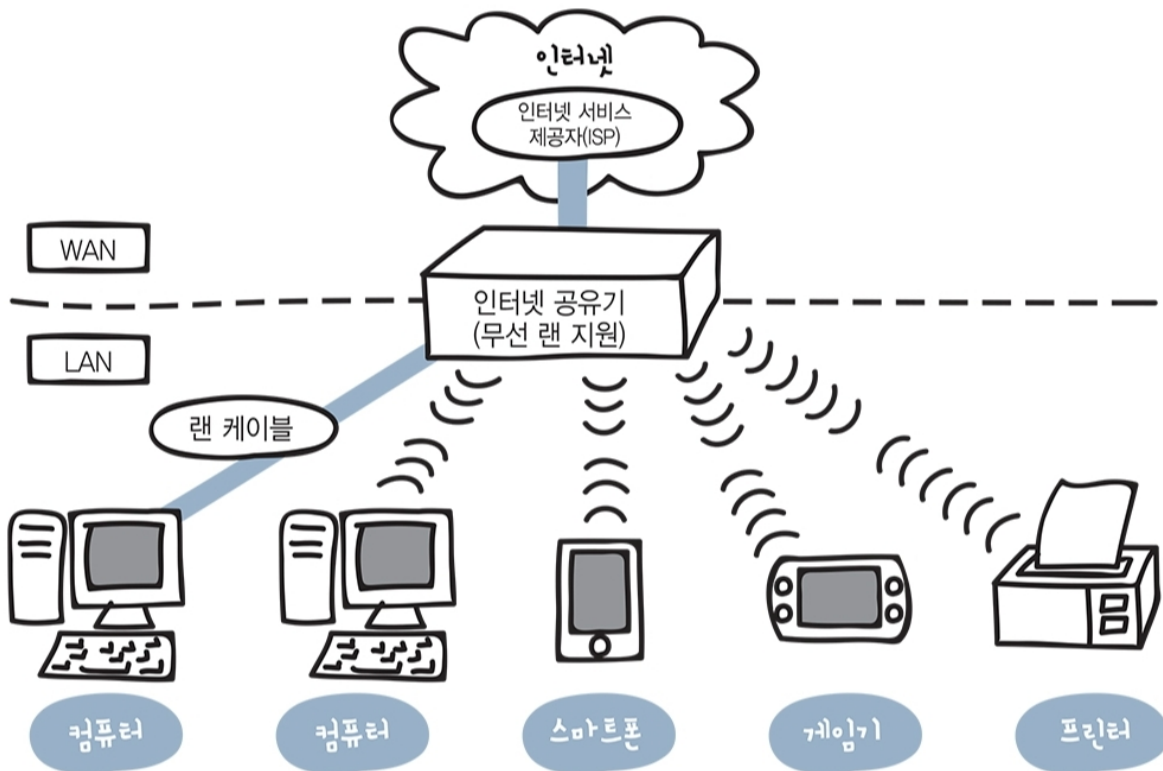 인터넷
인터넷 서비스
제공자(ISP)
WAN
인터넷 공유기
(무선 랜 지원)
LAN
랜 케이블
컴퓨터
컴퓨터
스마트폰
게임기
프린터